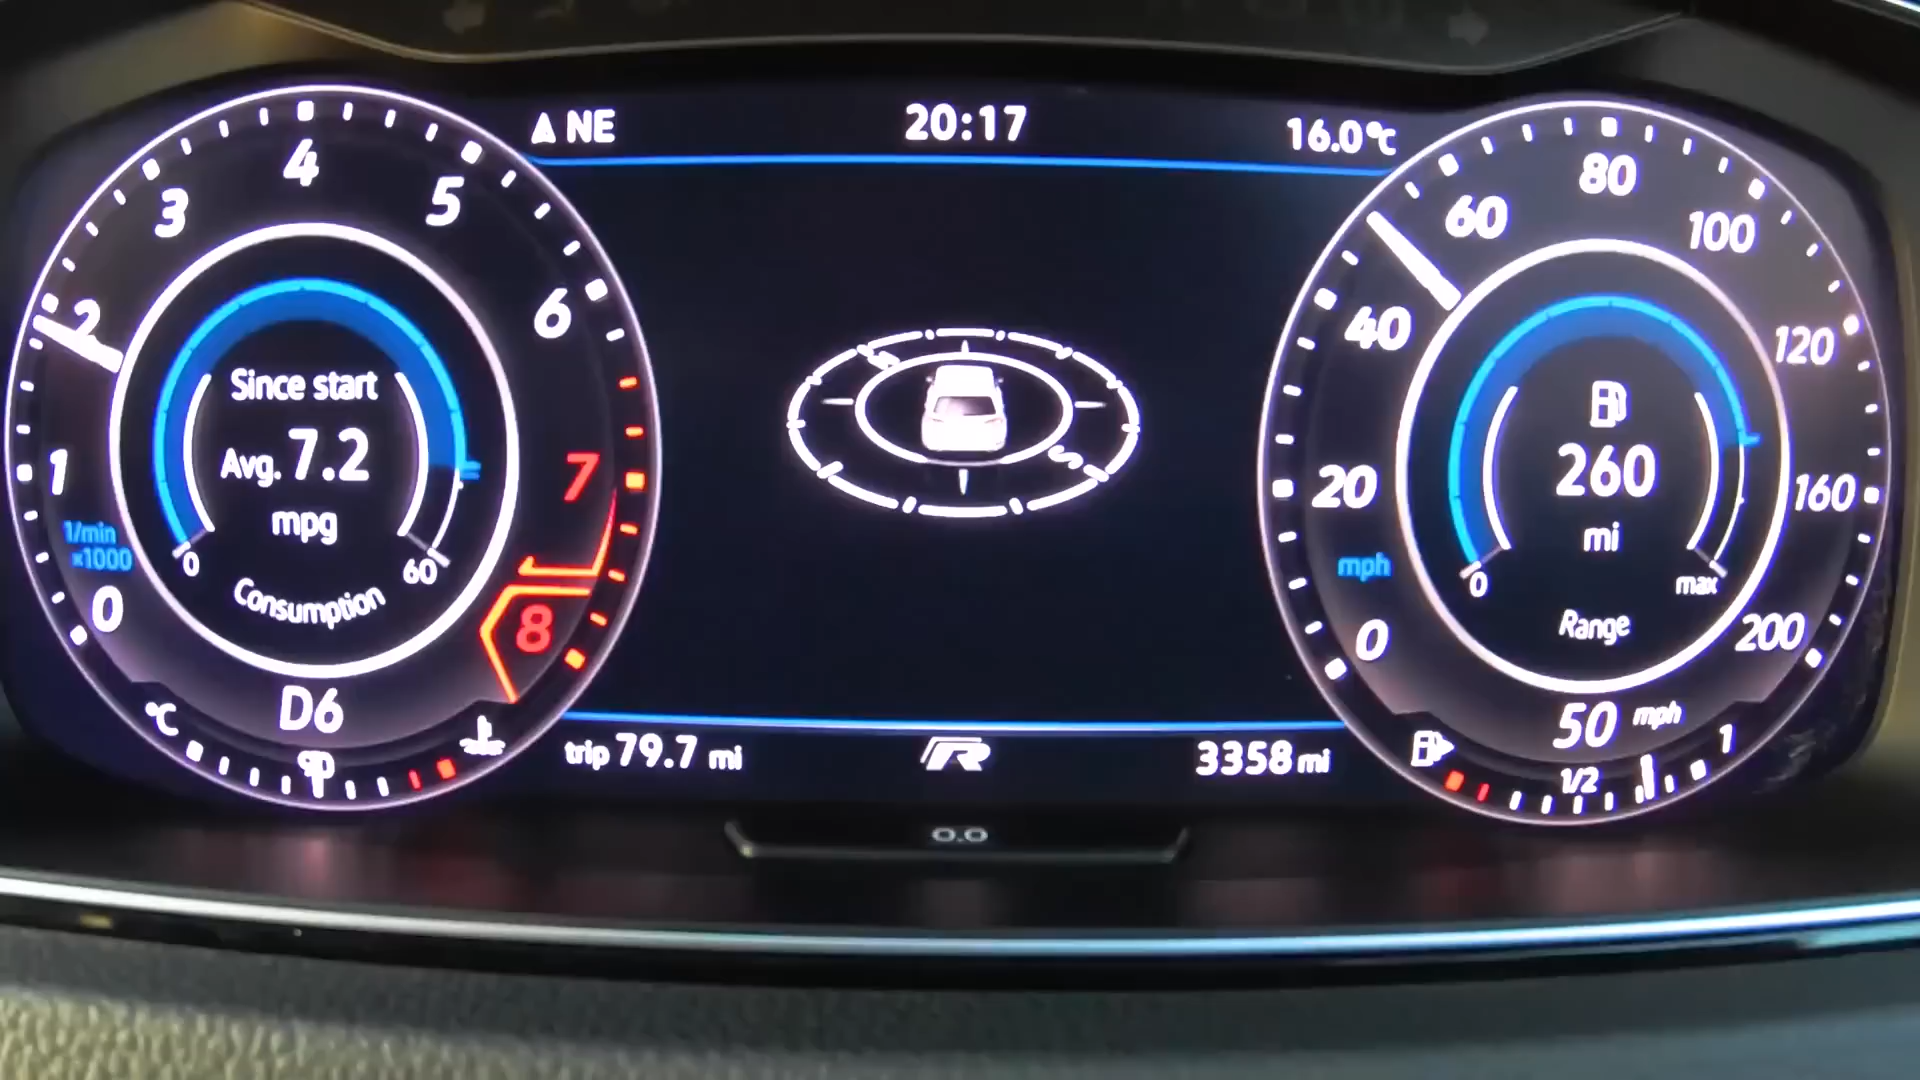 NE
20:17
16.0°C
0
1
2
3
4
5
6
7
8
1/min
x1000
Since start
Avg. 7.2
mpg
0
60
Consumption
D6
°C
90
trip 79.7 mi
R
3358 mi
0.0
0
20
40
60
80
100
120
160
200
mph
260
mi
0
max
Range
50 mph
1/2
1